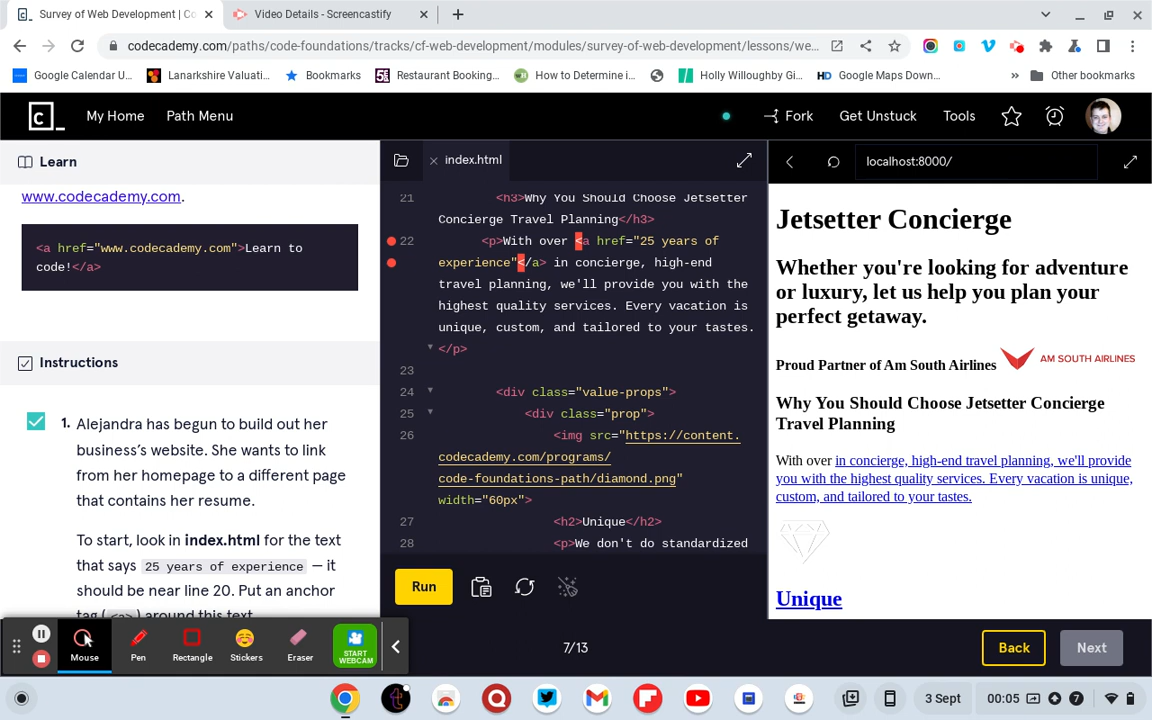 Survey of Web Development | Co
Video Details - Screencastify
codecademy.com/paths/code-foundations/tracks/cf-web-development/modules/survey-of-web-development/lessons/we...
Google Calendar U...
Lanarkshire Valuati...
Bookmarks
Restaurant Booking...
How to Determine i...
Holly Willoughby Gi...
Google Maps Down...
»
Other bookmarks
My Home
Path Menu
Fork
Get Unstuck
Tools
Learn
index.html
localhost:8000/
www.codecademy.com.
<a href="www.codecademy.com">Learn to
code!</a>
Instructions
1. Alejandra has begun to build out her
business's website. She wants to link
from her homepage to a different page
that contains her resume.
To start, look in index.html for the text
that says 25 years of experience — it
should be near line 20. Put an anchor
tag (<a>) around this text.
21 <h3>Why You Should Choose Jetsetter
Concierge Travel Planning</h3>
22 <p>With over <a href="25 years of
experience"</a> in concierge, high-end
travel planning, we'll provide you with the
highest quality services. Every vacation is
unique, custom, and tailored to your tastes.
</p>
23
24 <div class="value-props">
25 <div class="prop">
26 <img src="https://content.
codecademy.com/programs/
code-foundations-path/diamond.png"
width="60px">
27 <h2>Unique</h2>
28 <p>We don't do standardized
Run
Jetsetter Concierge
Whether you're looking for adventure
or luxury, let us help you plan your
perfect getaway.
Proud Partner of Am South Airlines
AM SOUTH AIRLINES
Why You Should Choose Jetsetter Concierge
Travel Planning
With over in concierge, high-end travel planning, we'll provide
you with the highest quality services. Every vacation is unique,
custom, and tailored to your tastes.
Unique
Mouse
Pen
Rectangle
Stickers
Eraser
START
WEBCAM
7/13
Back
Next
3 Sept
00:05
7